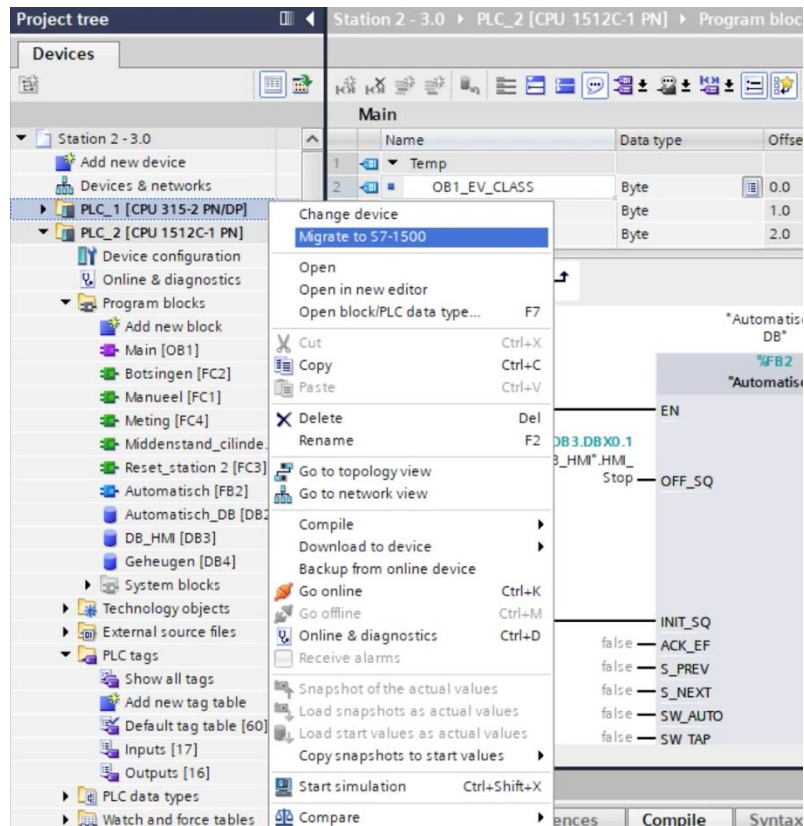 Project tree
Station 2 - 3.0 ▸ PLC_2 [CPU 1512C-1 PN] ▸ Program bloc
Devices
Main
Name Data type Offse
1 Temp
2 OB1_EV_CLASS Byte 0.0
Byte 1.0
Byte 2.0
Station 2 - 3.0
Add new device
Devices & networks
PLC_1 [CPU 315-2 PN/DP]
PLC_2 [CPU 1512C-1 PN]
Device configuration
Online & diagnostics
Program blocks
Add new block
Main [OB1]
Botsingen [FC2]
Manueel [FC1]
Meting [FC4]
Middenstand_cilinde.
Reset_station 2 [FC3]
Automatisch [FB2]
Automatisch_DB [DB2
DB_HMI [DB3]
Geheugen [DB4]
System blocks
Technology objects
External source files
PLC tags
Show all tags
Add new tag table
Default tag table [60]
Inputs [17]
Outputs [16]
PLC data types
Watch and force tables
Change device
Migrate to S7-1500
Open
Open in new editor
Open block/PLC data type... F7
Cut Ctrl+X
Copy Ctrl+C
Paste Ctrl+V
Delete Del
Rename F2
Go to topology view
Go to network view
Compile
Download to device
Backup from online device
Go online Ctrl+K
Go offline Ctrl+M
Online & diagnostics Ctrl+D
Receive alarms
Snapshot of the actual values
Load snapshots as actual values
Load start values as actual values
Copy snapshots to start values
Start simulation Ctrl+Shift+X
Compare
"Automatisc
DB"
%FB2
"Automatisc
EN
DB3.DBX0.1
B_HMI".HMI_
Stop OFF_SQ
INIT_SQ
false ACK_EF
false S_PREV
false S_NEXT
false SW_AUTO
false SW_TAP
ences Compile Syntax